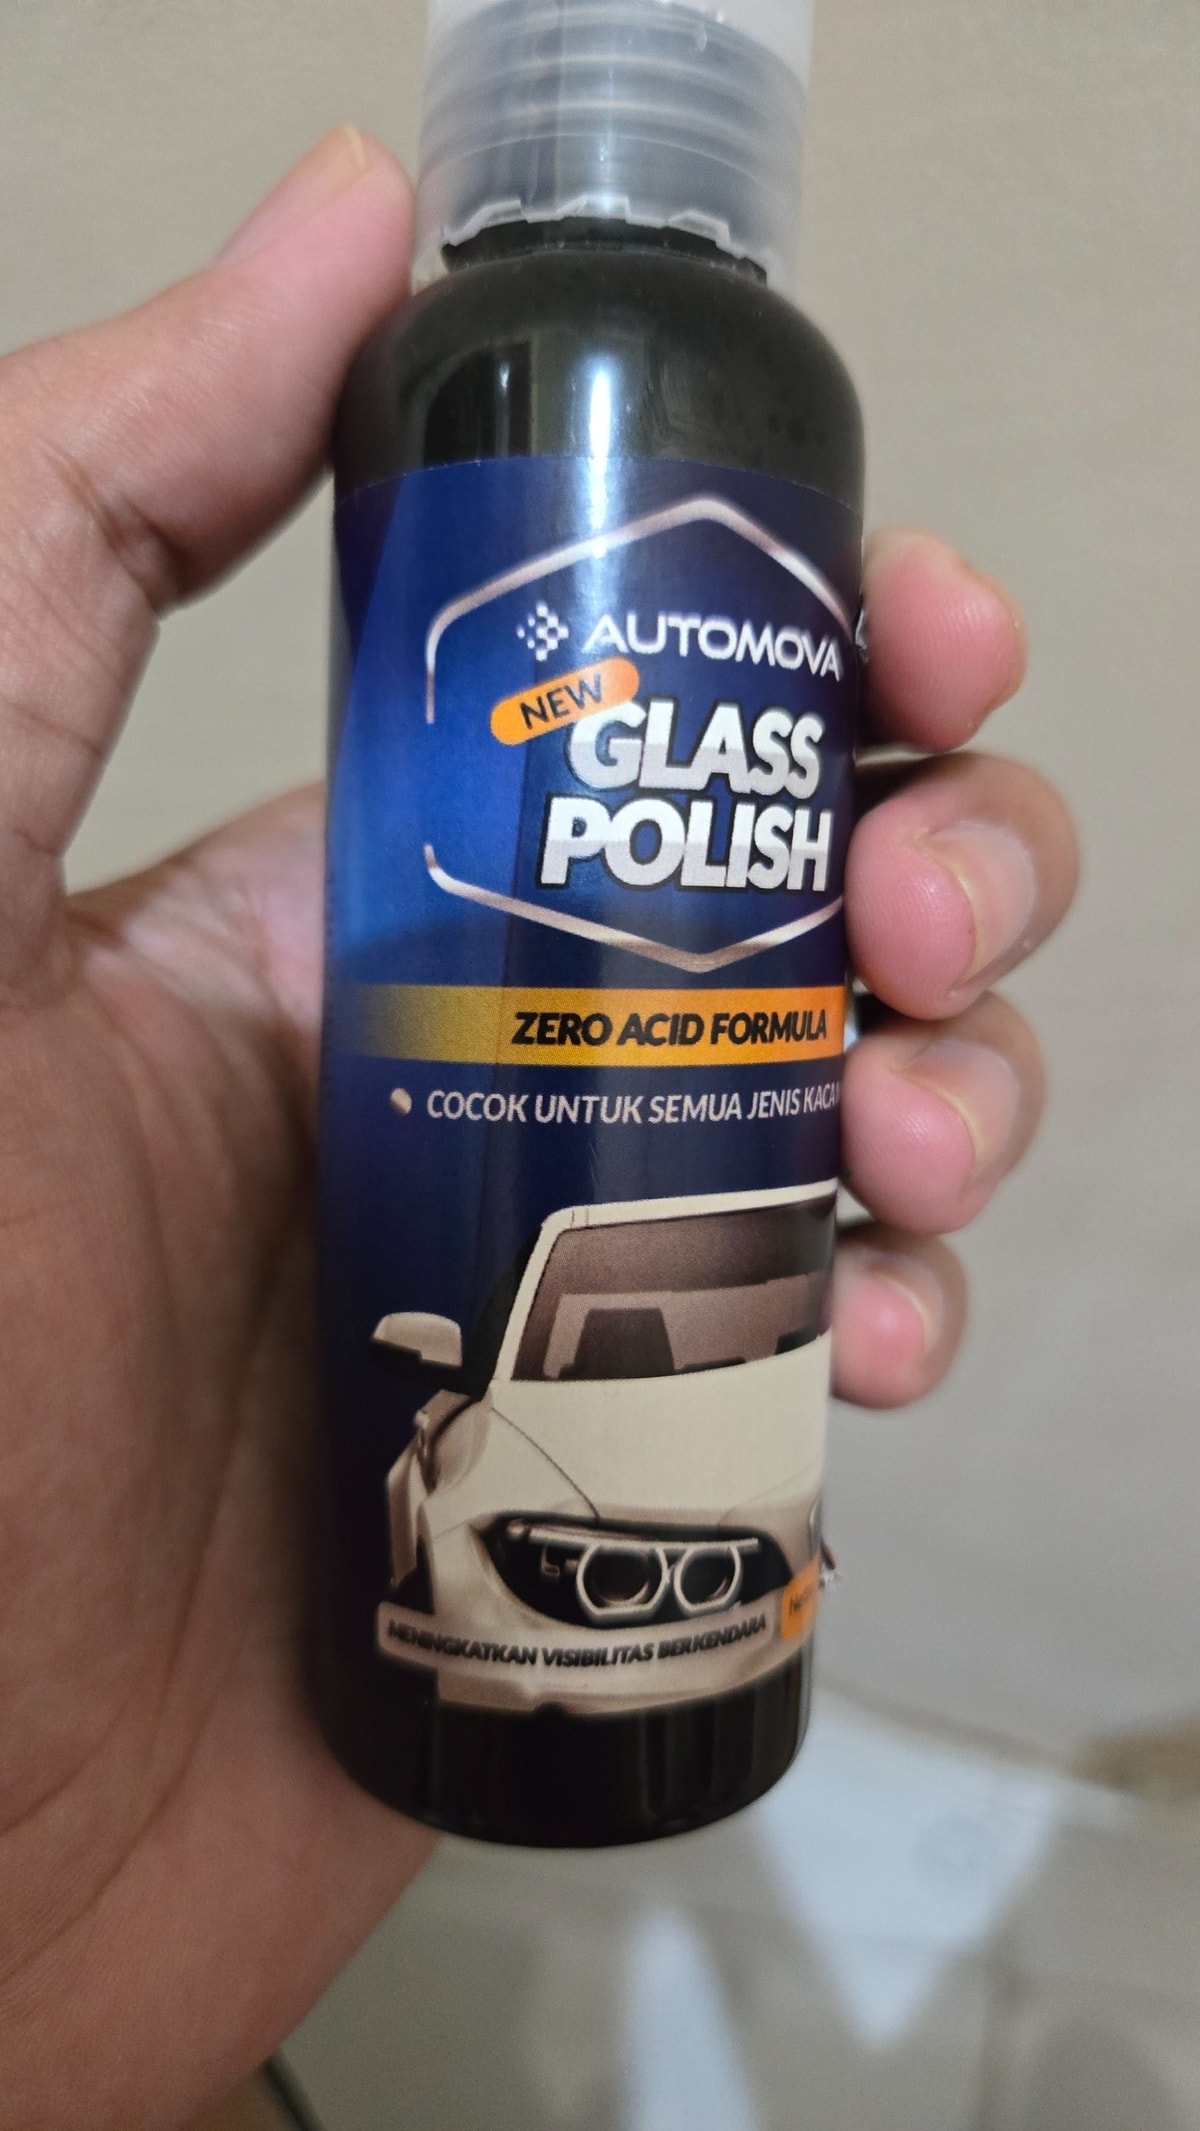 AUTOMOVA
NEW
GLASS
POLISH
ZERO ACID FORMULA
COCOK UNTUK SEMUA JENIS KACA
MENINGKATKAN VISIBILITAS BERKENDARA